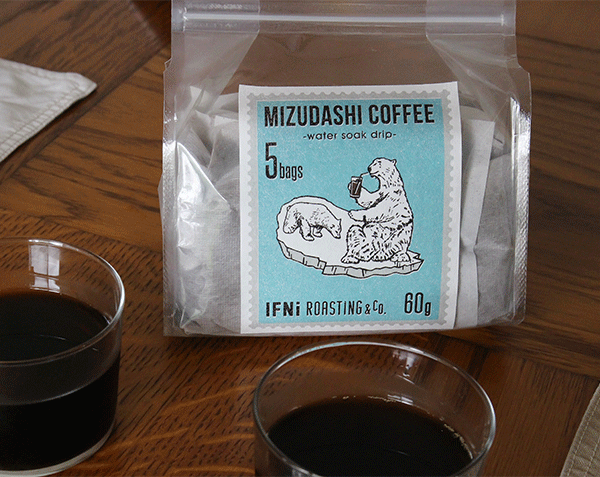 MIZUDASHI COFFEE
-water soak drip-
5bags
IFNi ROASTING & Co. 60g